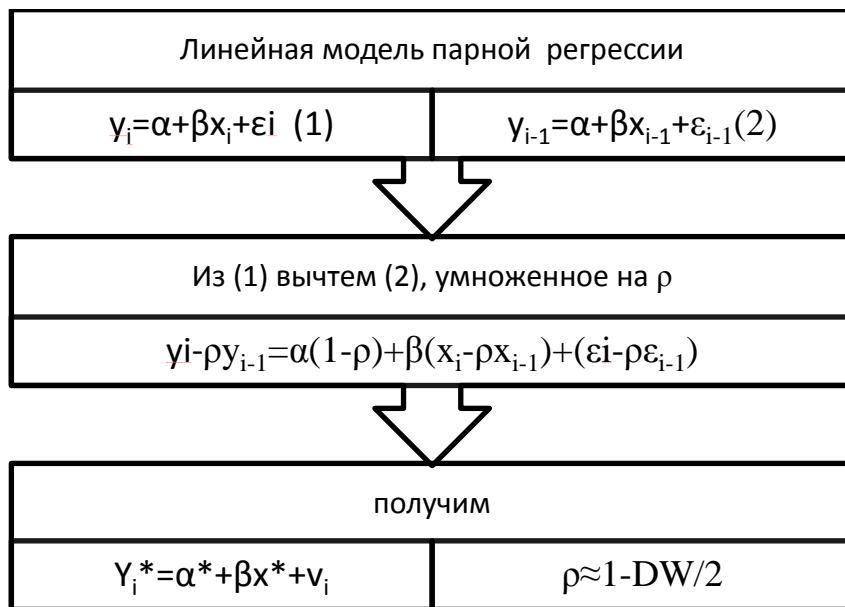 Линейная модель парной регрессии
yᵢ=α+βxᵢ+εi (1)
yᵢ₋₁=α+βxᵢ₋₁+εᵢ₋₁(2)
Из (1) вычтем (2), умноженное на ρ
yi-ρyᵢ₋₁=α(1-ρ)+β(xᵢ-ρxᵢ₋₁)+(εi-ρεᵢ₋₁)
получим
Yᵢ*=α*+βx*+νᵢ
ρ≈1-DW/2